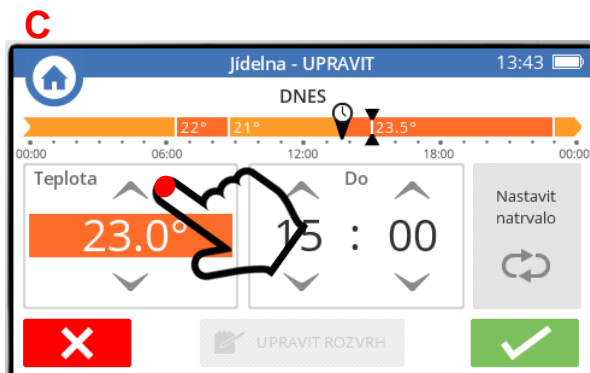 C
Jídelna - UPRAVIT 13:43
DNES
22° 21° 23.5°
00:00 06:00 12:00 18:00 00:00
Teplota Do
Nastavit
natrvalo
23.0° 15 : 00
UPRAVIT ROZVRH